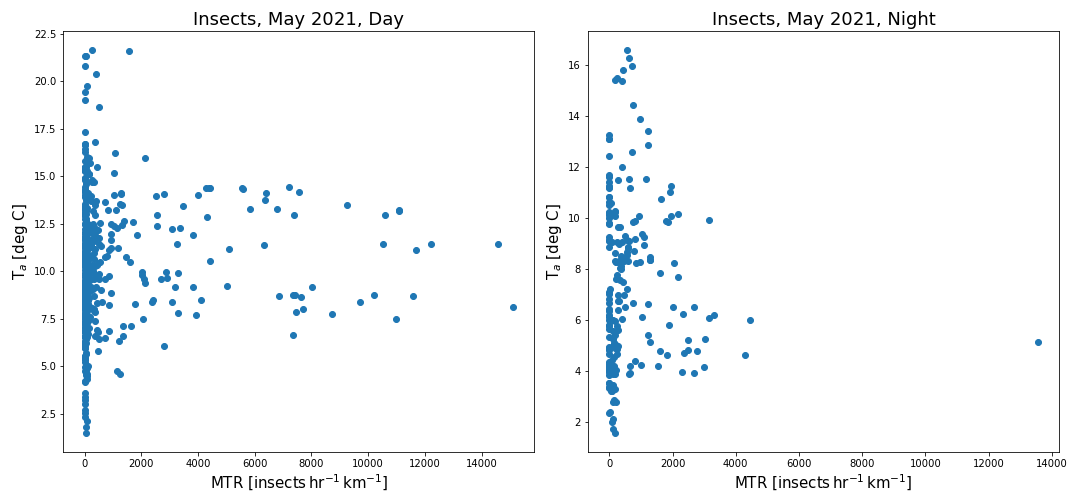 Insects, May 2021, Day
22.5
20.0
17.5
15.0
12.5
10.0
7.5
5.0
2.5
T_a [deg C]
0 2000 4000 6000 8000 10000 12000 14000
MTR [insects hr⁻¹ km⁻¹]
Insects, May 2021, Night
16
14
12
10
8
6
4
2
T_a [deg C]
0 2000 4000 6000 8000 10000 12000 14000
MTR [insects hr⁻¹ km⁻¹]